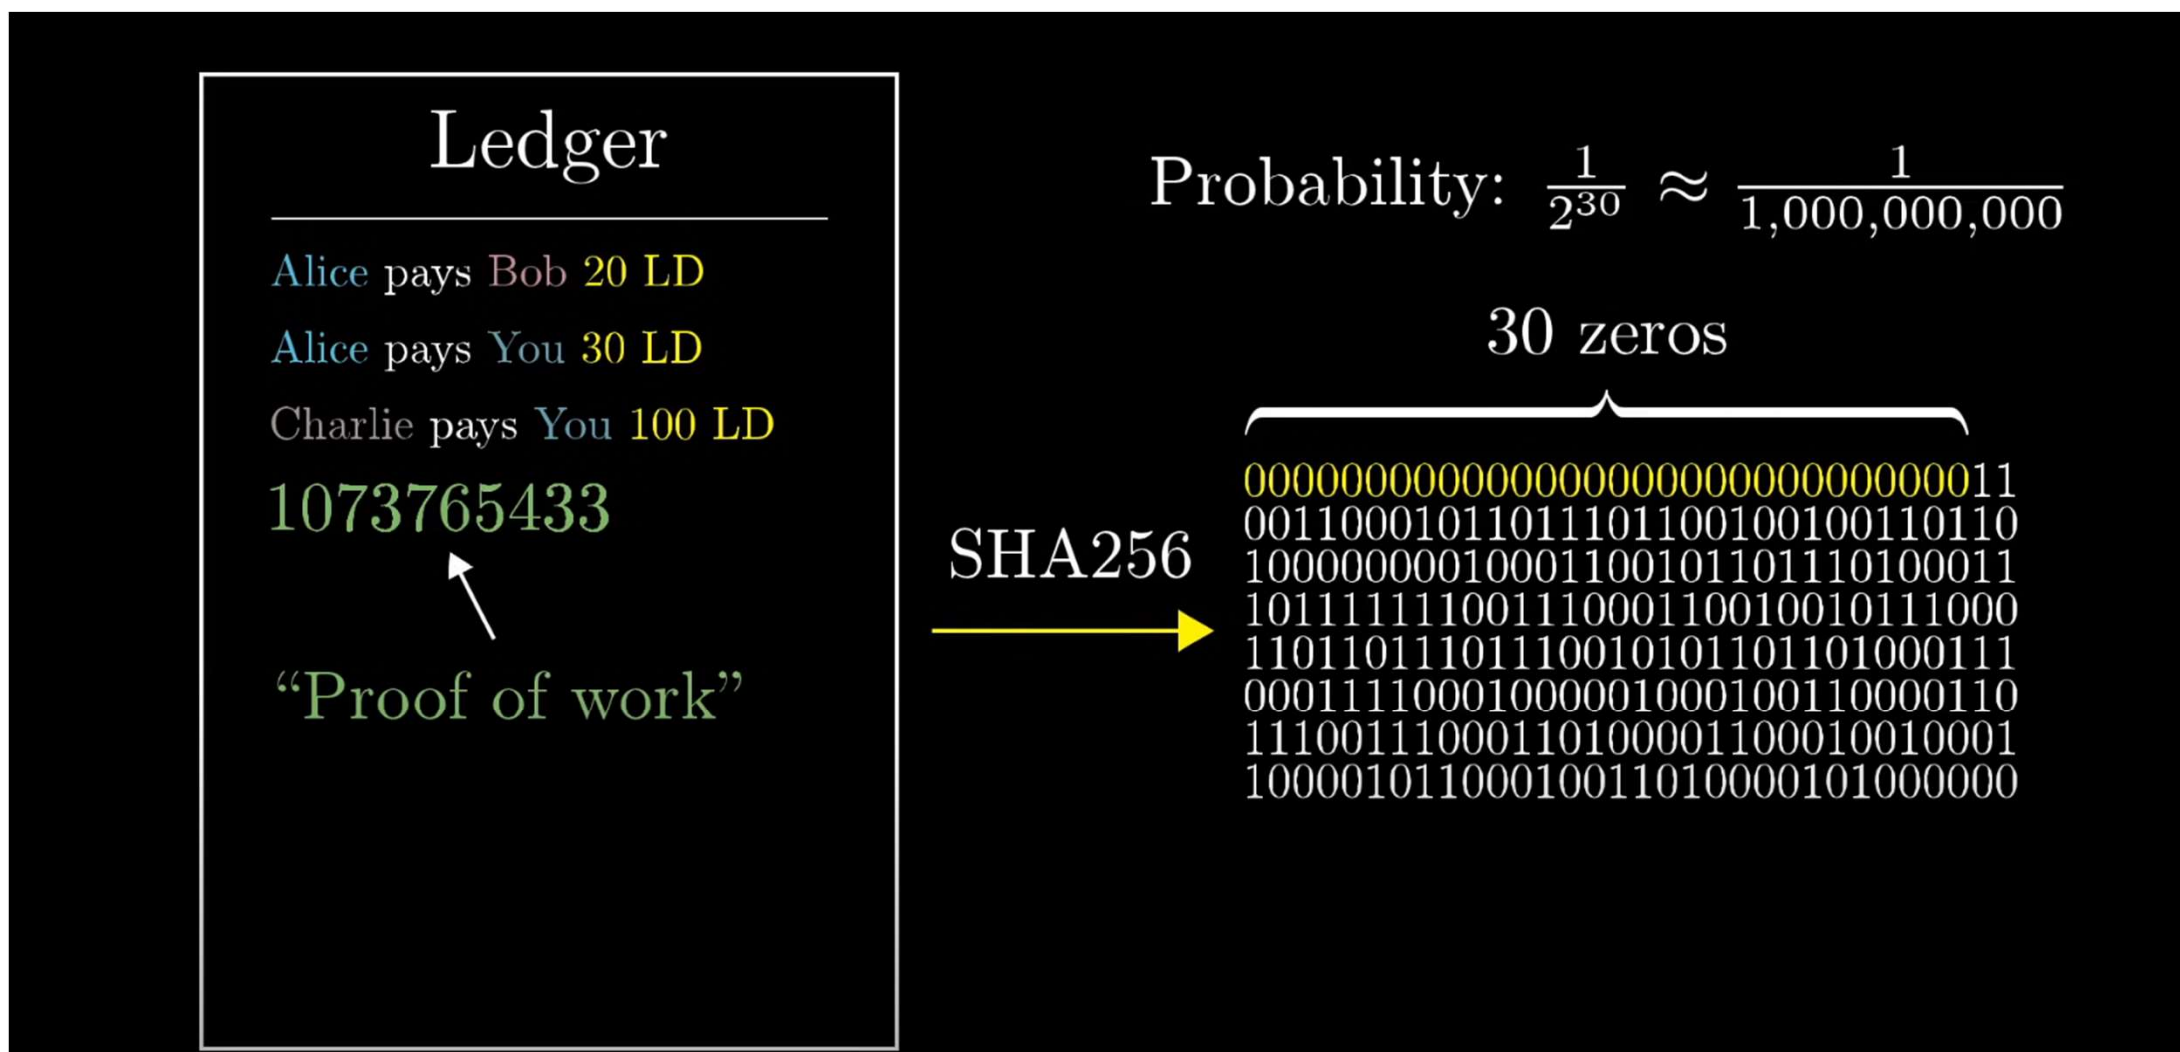 Ledger
Alice pays Bob 20 LD
Alice pays You 30 LD
Charlie pays You 100 LD
1073765433
“Proof of work”
SHA256
Probability: 1/2^30 ≈ 1/1,000,000,000
30 zeros
00000000000000000000000000000011
00110001011011101100100100110110
10000000010001100101101110100011
10111111110011100011001001011000
11011011101110010101101101000111
00011110001000001000100110000110
11100111000110100001100010010001
10000101100010011010000101000000